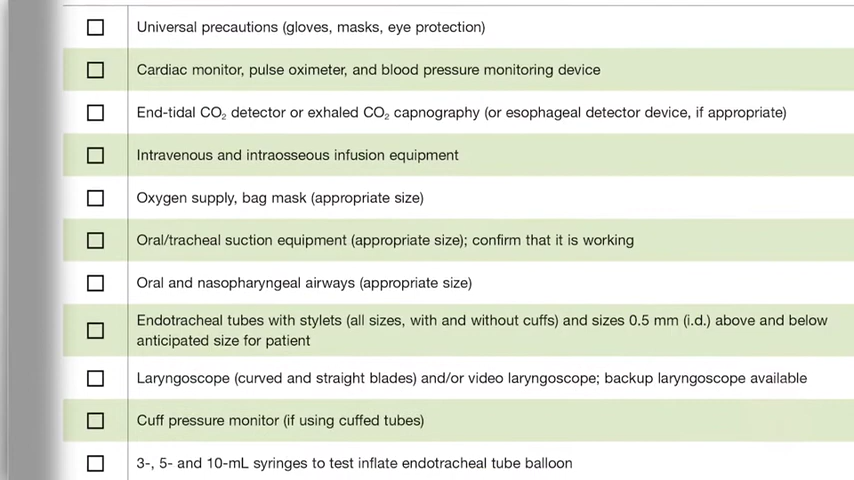 Universal precautions (gloves, masks, eye protection)
Cardiac monitor, pulse oximeter, and blood pressure monitoring device
End-tidal CO₂ detector or exhaled CO₂ capnography (or esophageal detector device, if appropriate)
Intravenous and intraosseous infusion equipment
Oxygen supply, bag mask (appropriate size)
Oral/tracheal suction equipment (appropriate size); confirm that it is working
Oral and nasopharyngeal airways (appropriate size)
Endotracheal tubes with stylets (all sizes, with and without cuffs) and sizes 0.5 mm (i.d.) above and below
anticipated size for patient
Laryngoscope (curved and straight blades) and/or video laryngoscope; backup laryngoscope available
Cuff pressure monitor (if using cuffed tubes)
3-, 5- and 10-mL syringes to test inflate endotracheal tube balloon